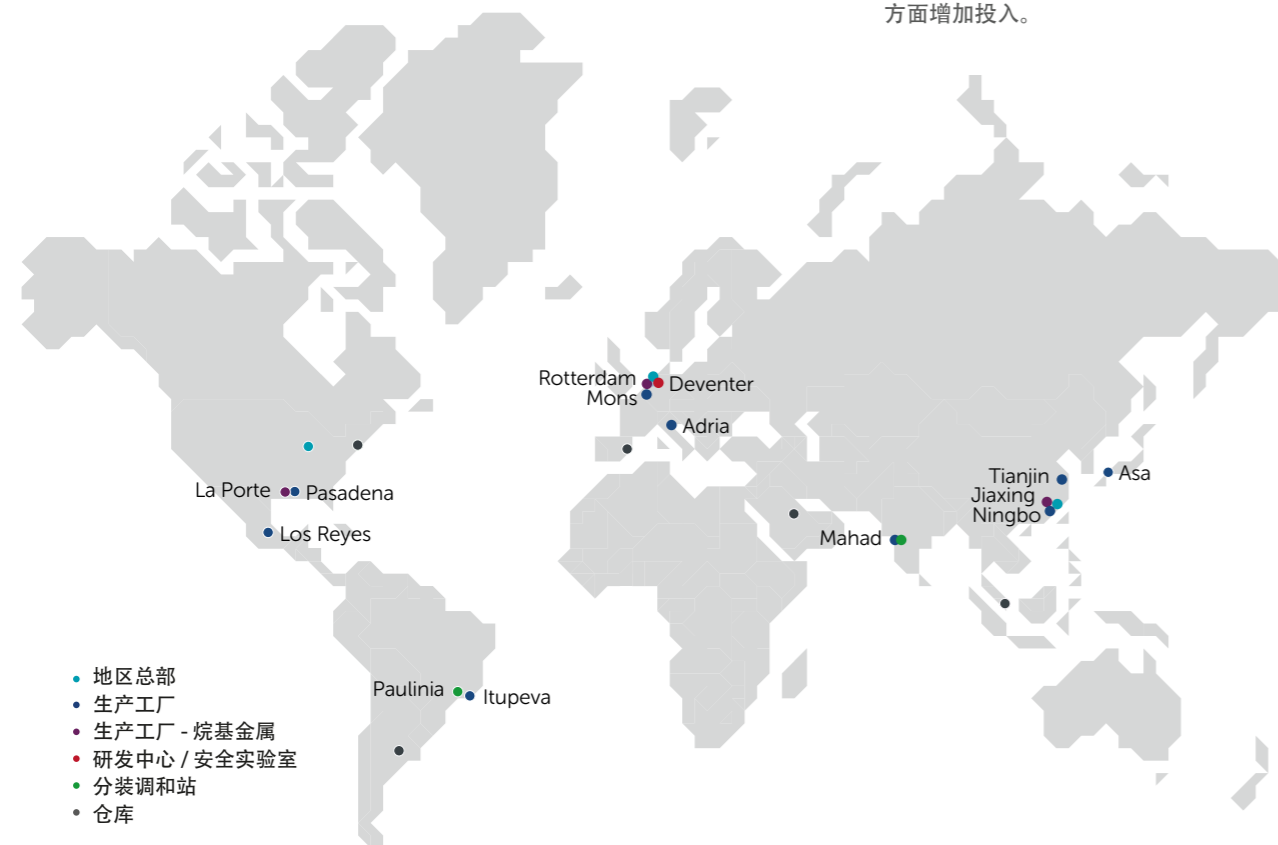 方面增加投入。
Rotterdam
Deventer
Mons
Adria
La Porte
Pasadena
Los Reyes
Tianjin
Asa
Jiaxing
Ningbo
Mahad
Paulinia
Itupeva
地区总部
生产工厂
生产工厂 - 烷基金属
研发中心 / 安全实验室
分装调和站
仓库